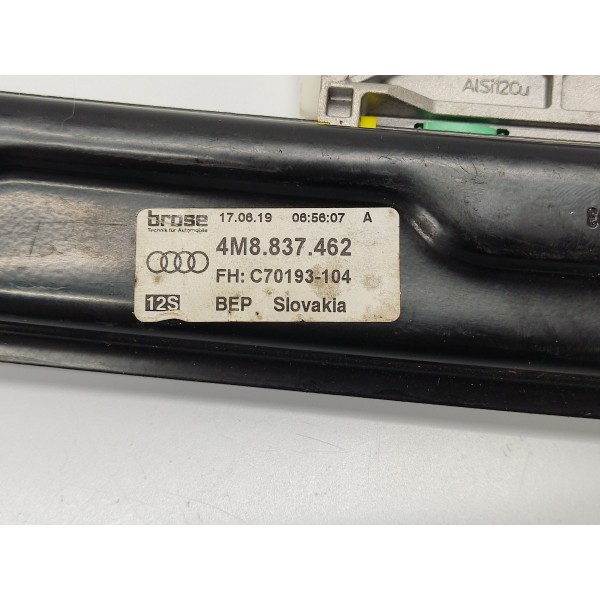 AlSi12Cu
brose 17.06.19 06:56:07 A
Technik für Automobile
4M8.837.462
FH: C70193-104
12S BEP Slovakia